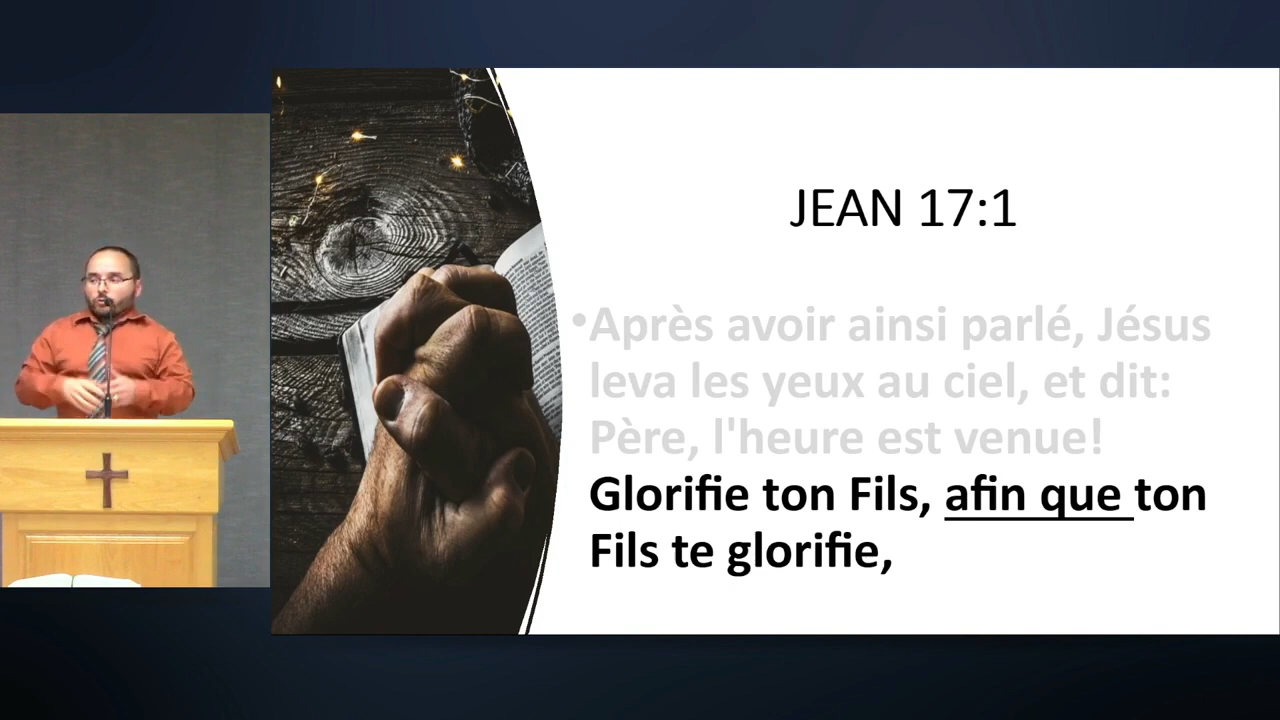 JEAN 17:1
•Après avoir ainsi parlé, Jésus
leva les yeux au ciel, et dit:
Père, l'heure est venue!
Glorifie ton Fils, afin que ton
Fils te glorifie,